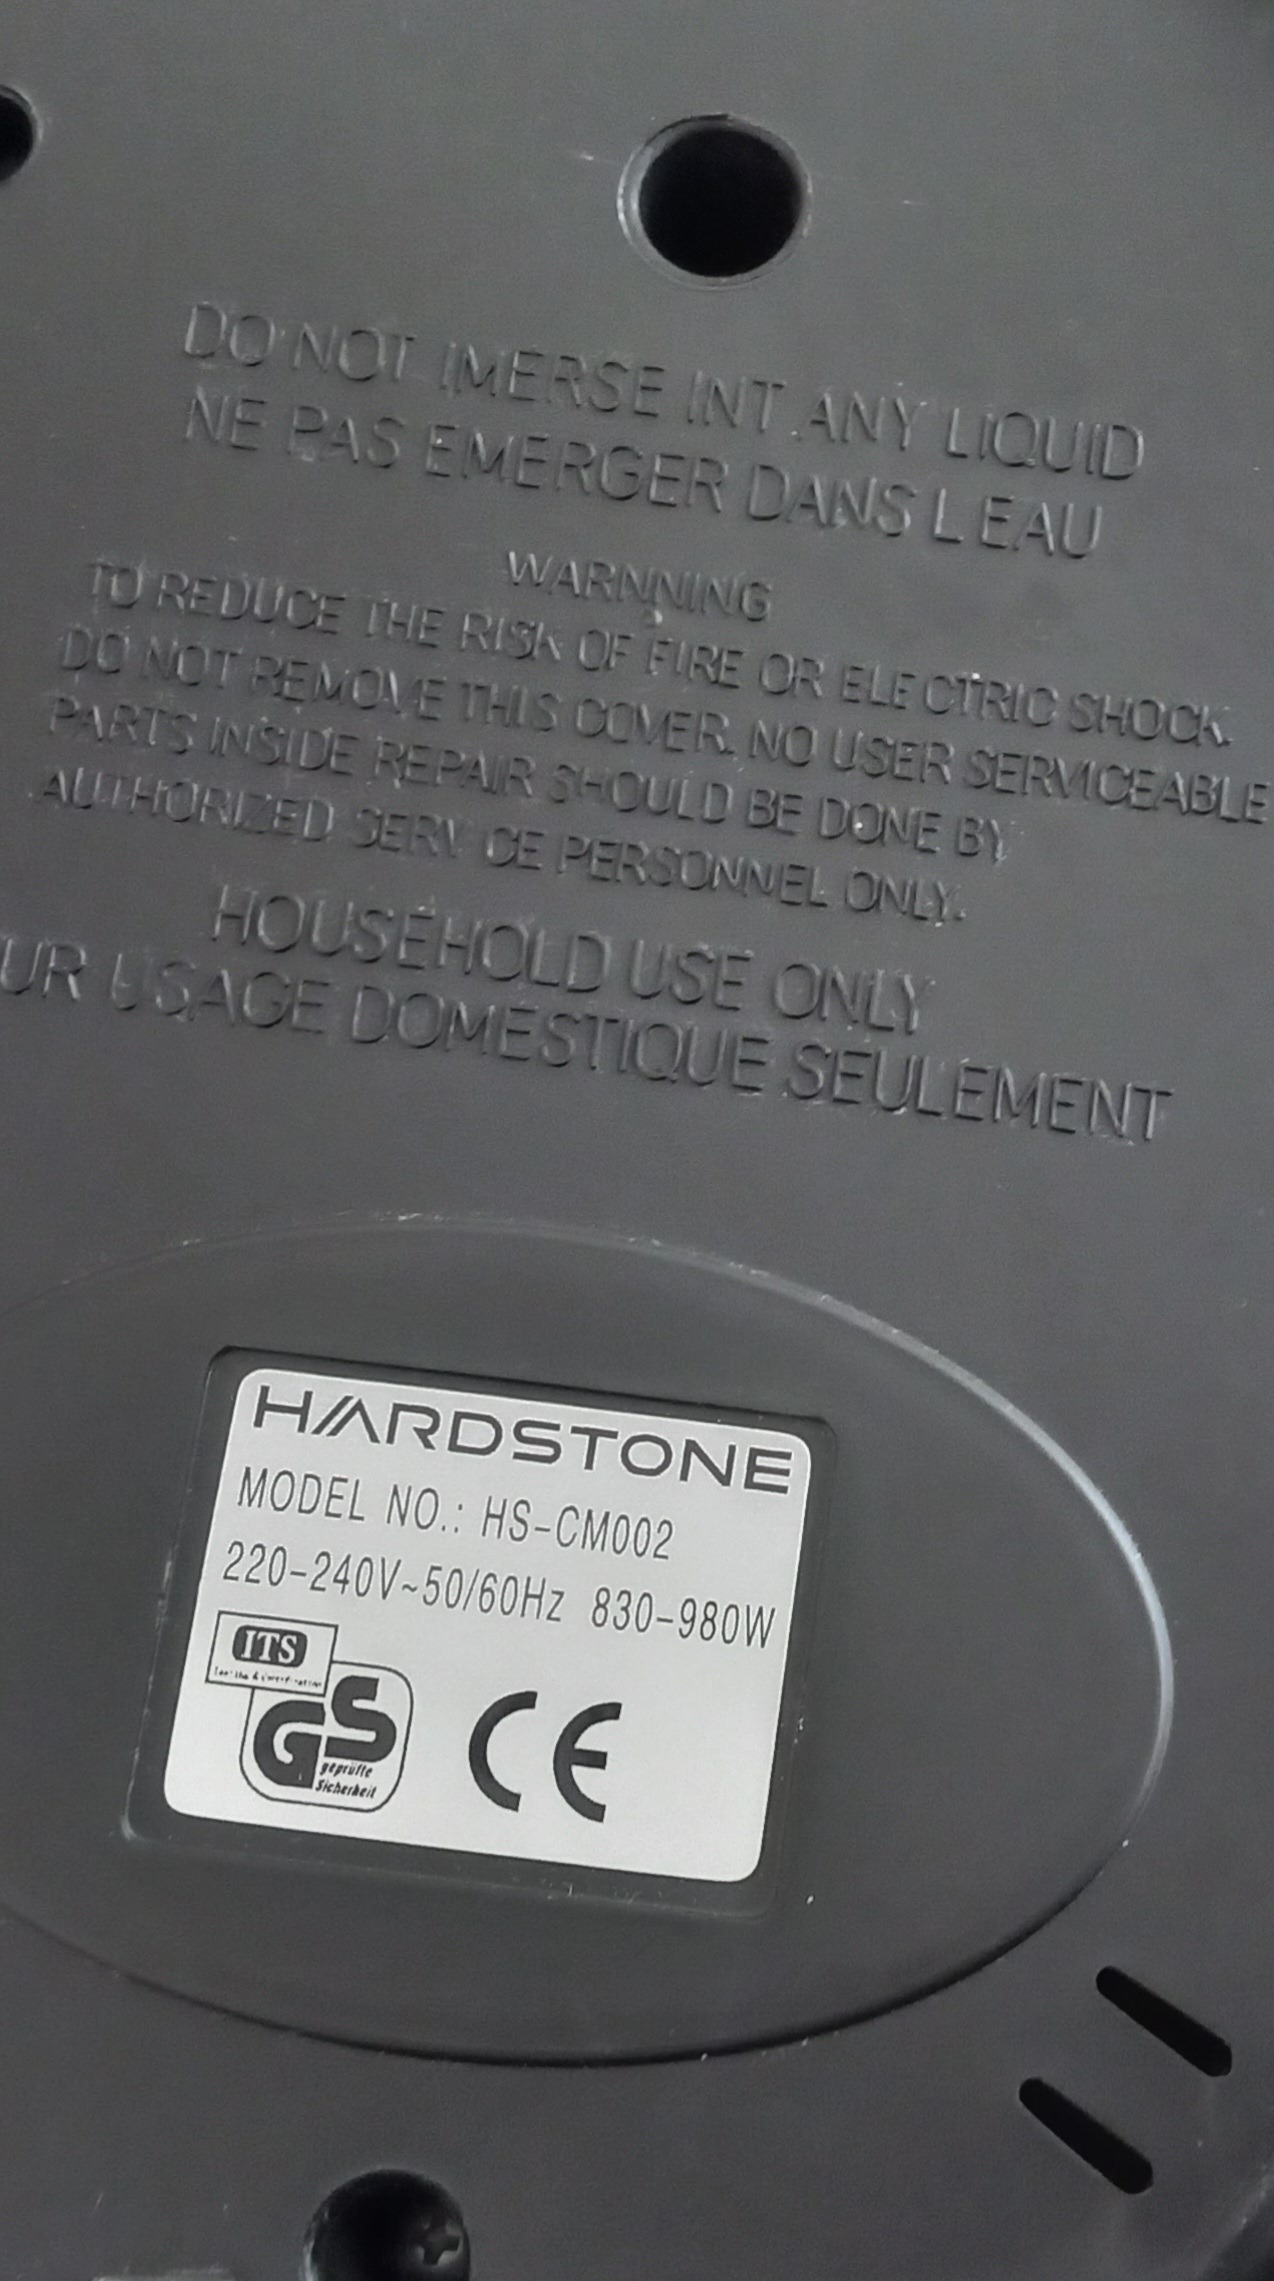 DO NOT IMERSE INT ANY LIQUID
NE PAS EMERGER DANS L EAU
WARNNING
TO REDUCE THE RISK OF FIRE OR ELECTRIC SHOCK.
DO NOT REMOVE THIS COVER. NO USER SERVICEABLE
PARTS INSIDE REPAIR SHOULD BE DONE BY
AUTHORIZED SERVICE PERSONNEL ONLY.
HOUSEHOLD USE ONLY
UR USAGE DOMESTIQUE SEULEMENT
HARDSTONE
MODEL NO.: HS-CM002
220-240V~50/60Hz 830-980W
ITS
GS
geprüfte
Sicherheit
CE